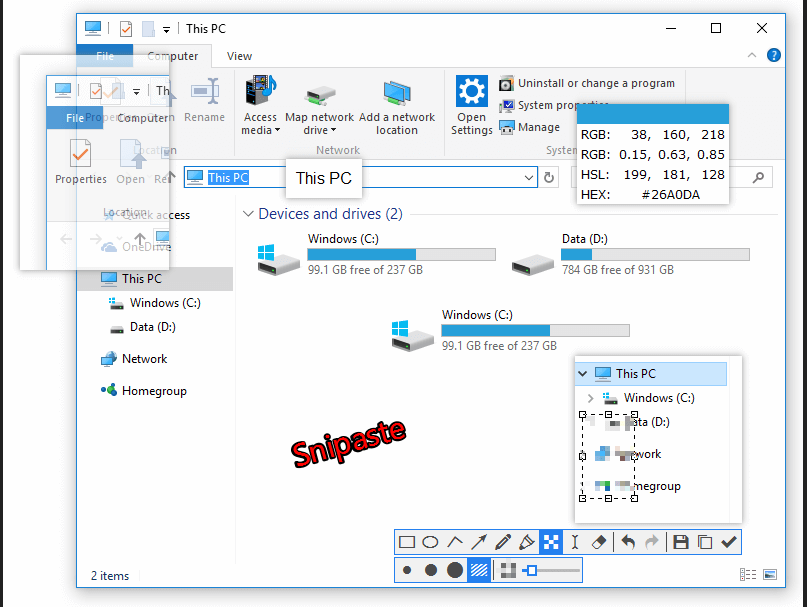 This PC
File Computer View
File Computer
Th
Properties Open Rename
Access media
Map network drive
Add a network location
Open Settings
Uninstall or change a program
System properties
Manage
Location
Network
System
Properties Open Re
Location
This PC
This PC
RGB: 38, 160, 218
RGB: 0.15, 0.63, 0.85
HSL: 199, 181, 128
HEX: #26A0DA
Quick access
OneDrive
This PC
Windows (C:)
Data (D:)
Network
Homegroup
Devices and drives (2)
Windows (C:)
99.1 GB free of 237 GB
Data (D:)
784 GB free of 931 GB
Windows (C:)
99.1 GB free of 237 GB
This PC
Windows (C:)
ata (D:)
work
megroup
Snipaste
2 items